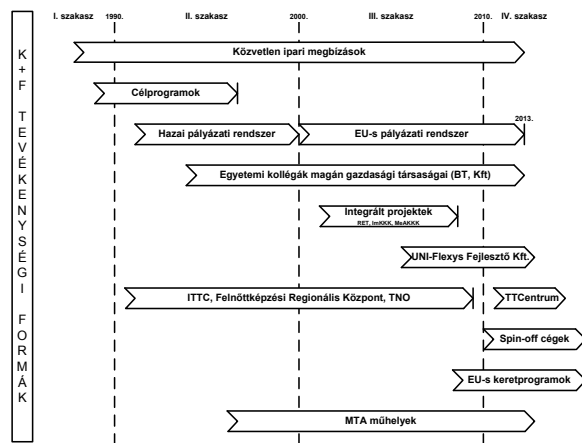 I. szakasz 1990. II. szakasz 2000. III. szakasz 2010. IV. szakasz
K+F TEVÉKENYSÉGI FORMÁK
Közvetlen ipari megbízások
Célprogramok
2013.
Hazai pályázati rendszer EU-s pályázati rendszer
Egyetemi kollégák magán gazdasági társaságai (BT, Kft)
Integrált projektek
RET, ImKKK, MeAKKK
UNI-Flexys Fejlesztő Kft.
ITTC, Felnőttképzési Regionális Központ, TNO TTCentrum
Spin-off cégek
EU-s keretprogramok
MTA műhelyek